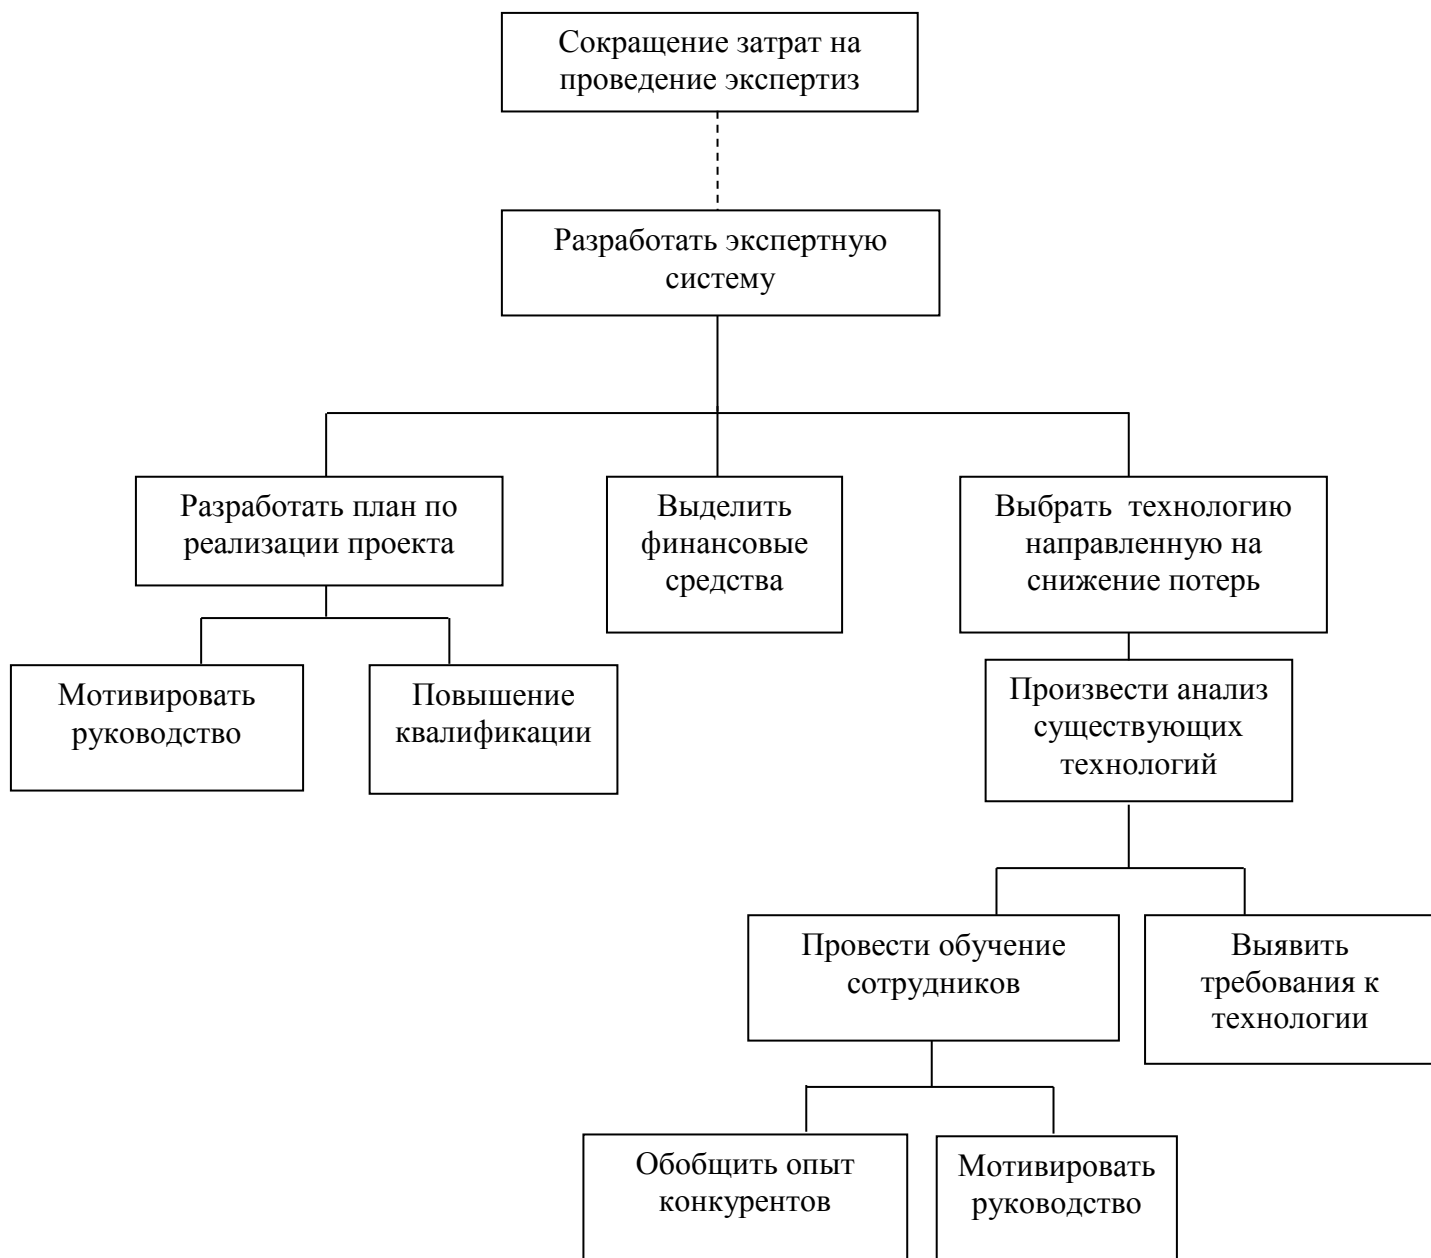 Сокращение затрат на
проведение экспертиз
Разработать экспертную
систему
Разработать план по
реализации проекта
Выделить
финансовые
средства
Выбрать технологию
направленную на
снижение потерь
Мотивировать
руководство
Повышение
квалификации
Произвести анализ
существующих
технологий
Провести обучение
сотрудников
Выявить
требования к
технологии
Обобщить опыт
конкурентов
Мотивировать
руководство